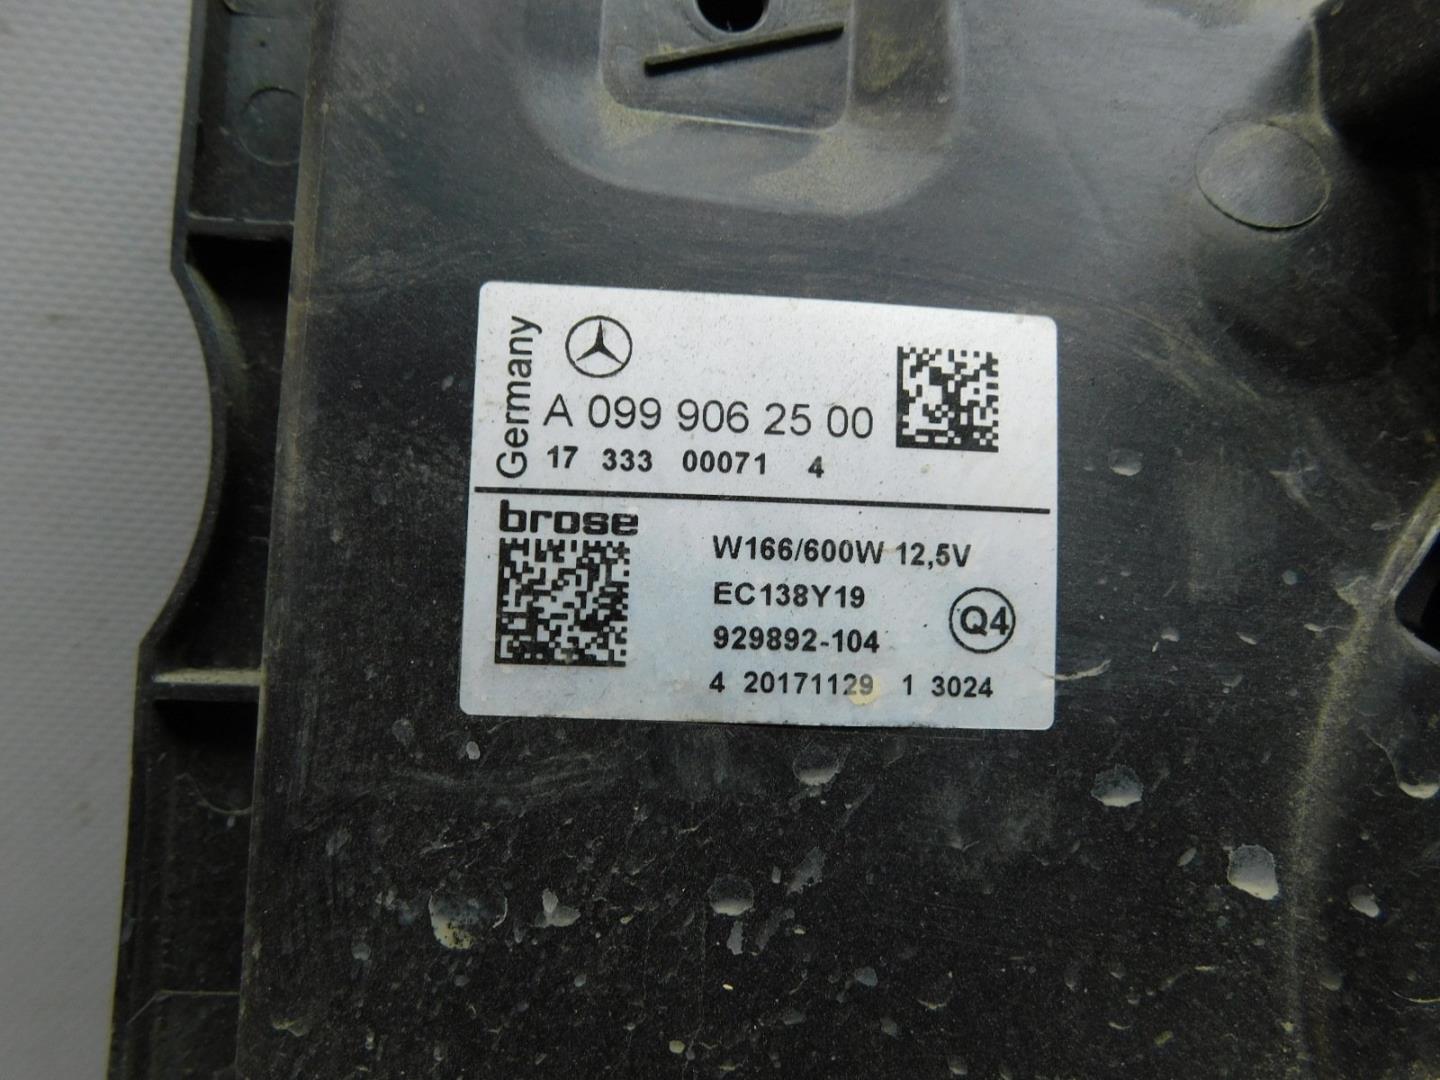 Germany
A 099 906 25 00
17 333 00071 4
brose
W166/600W 12,5V
EC138Y19
929892-104
Q4
4 20171129 1 3024